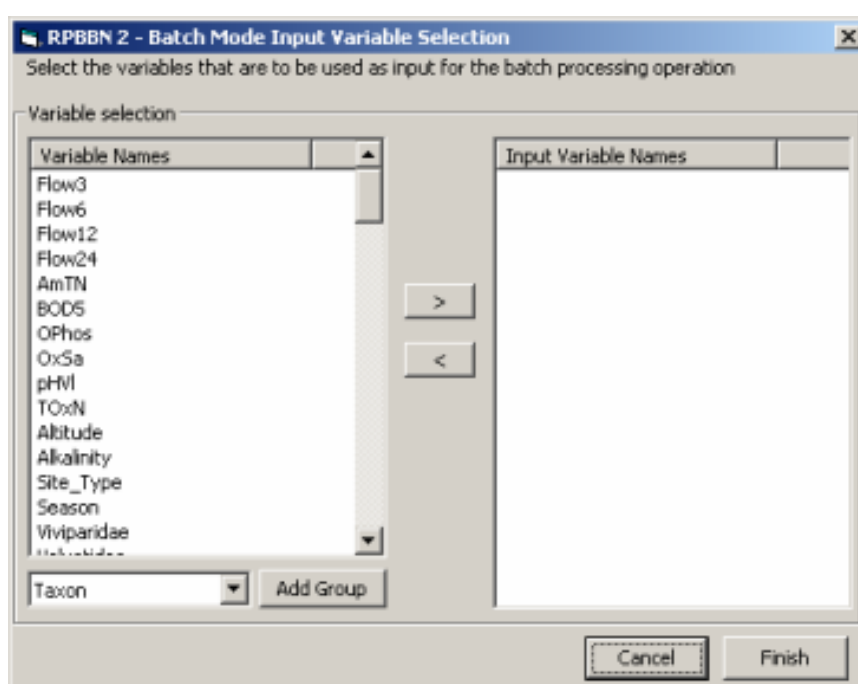 RPBBN 2 - Batch Mode Input Variable Selection
Select the variables that are to be used as input for the batch processing operation
Variable selection
Variable Names
Input Variable Names
Flow3
Flow6
Flow12
Flow24
AmTN
BOD5
OPhos
OxSa
pHVl
TOxN
Altitude
Alkalinity
Site_Type
Season
Viviparidae
>
<
Taxon
Add Group
Cancel
Finish